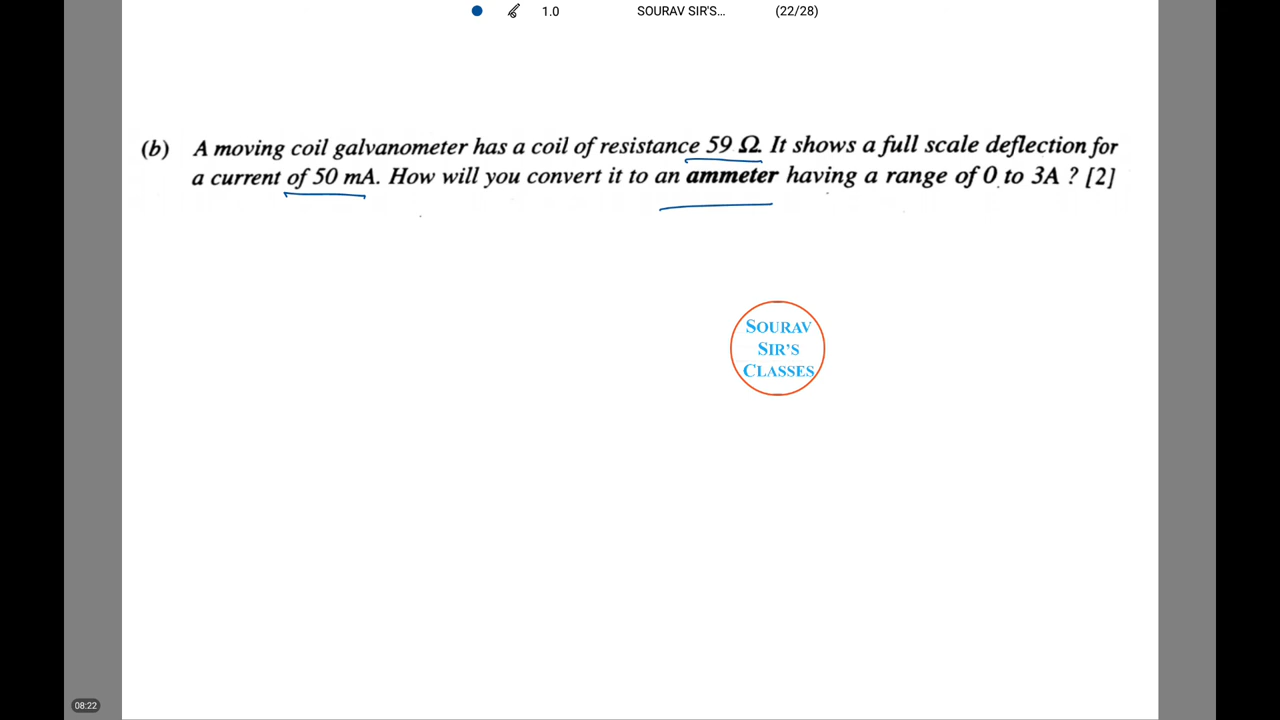 1.0 SOURAV SIR'S... (22/28)
(b) A moving coil galvanometer has a coil of resistance 59 Ω. It shows a full scale deflection for
a current of 50 mA. How will you convert it to an ammeter having a range of 0 to 3A ? [2]
SOURAV
SIR'S
CLASSES
08:22